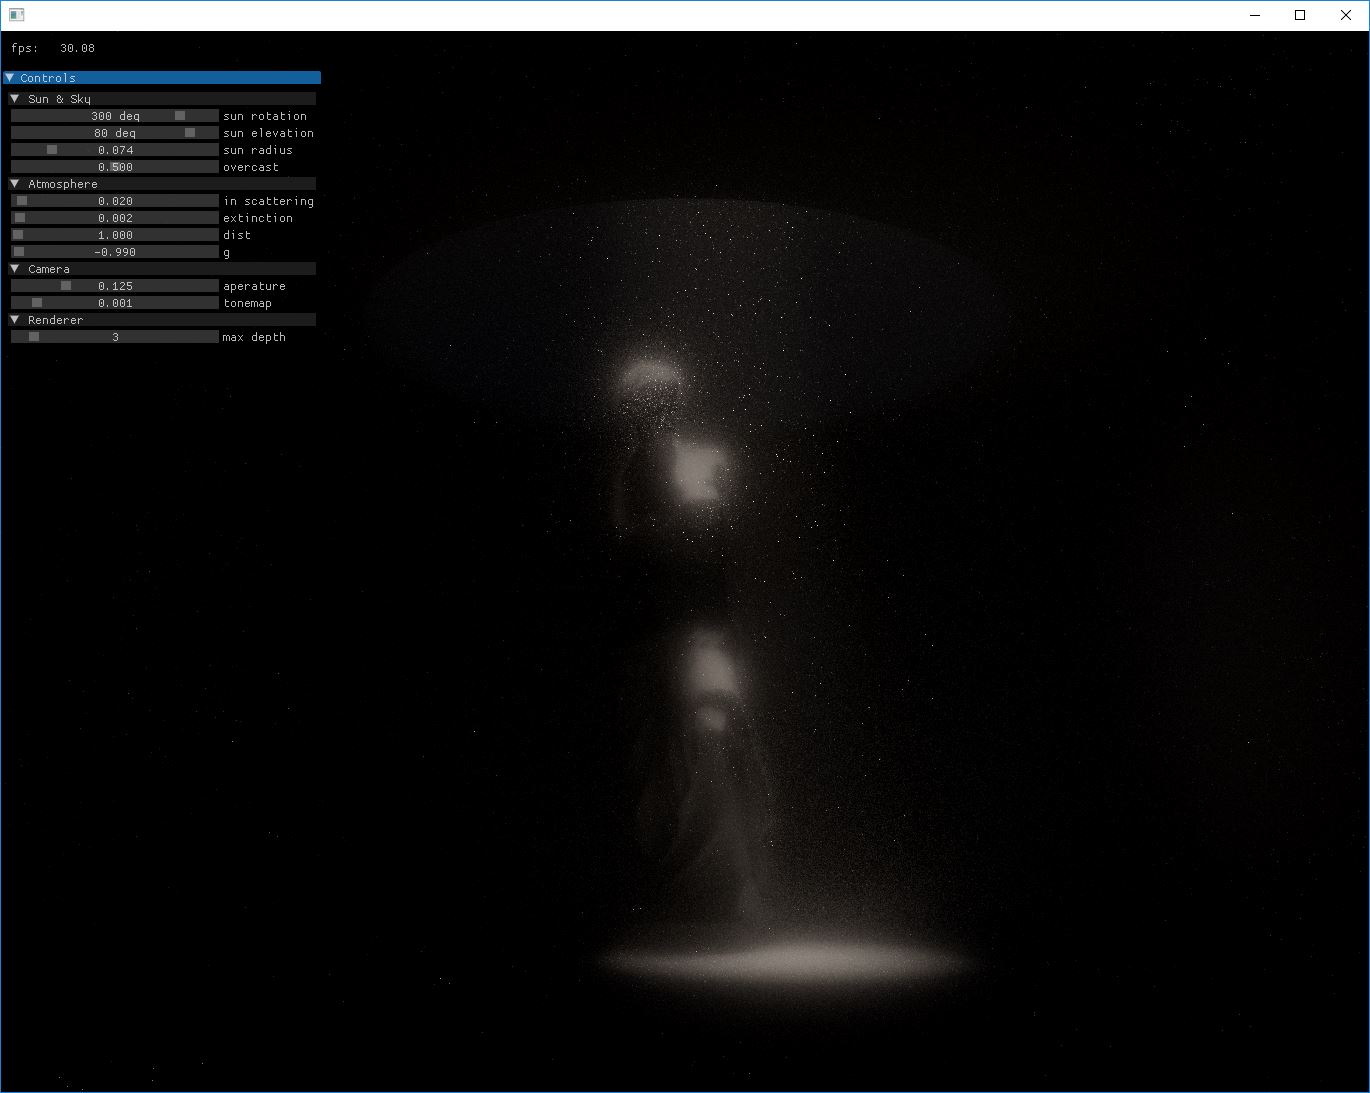 fps: 30.08
Controls
Sun & Sky
300 deg sun rotation
80 deg sun elevation
0.074 sun radius
0.500 overcast
Atmosphere
0.020 in scattering
0.002 extinction
1.000 dist
-0.990 g
Camera
0.125 aperature
0.001 tonemap
Renderer
3 max depth